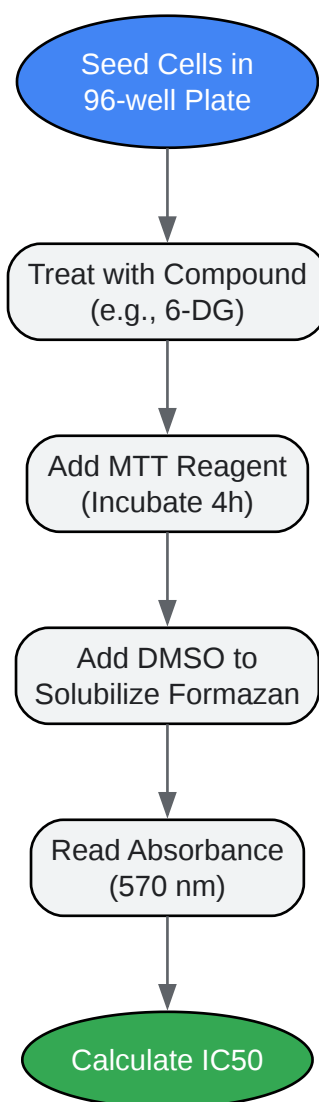 Seed Cells in
96-well Plate
Treat with Compound
(e.g., 6-DG)
Add MTT Reagent
(Incubate 4h)
Add DMSO to
Solubilize Formazan
Read Absorbance
(570 nm)
Calculate IC50